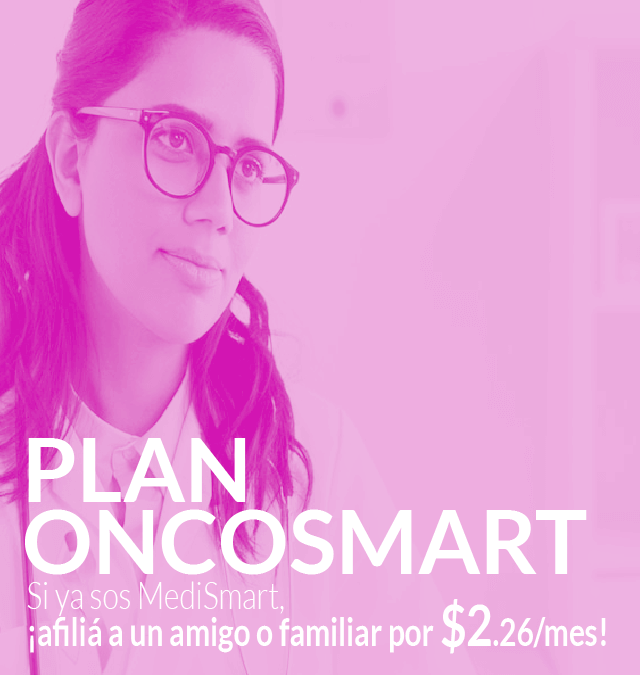 PLAN
ONCOSMART
Si ya sos MediSmart,
¡afiliá a un amigo o familiar por $2.26/mes!